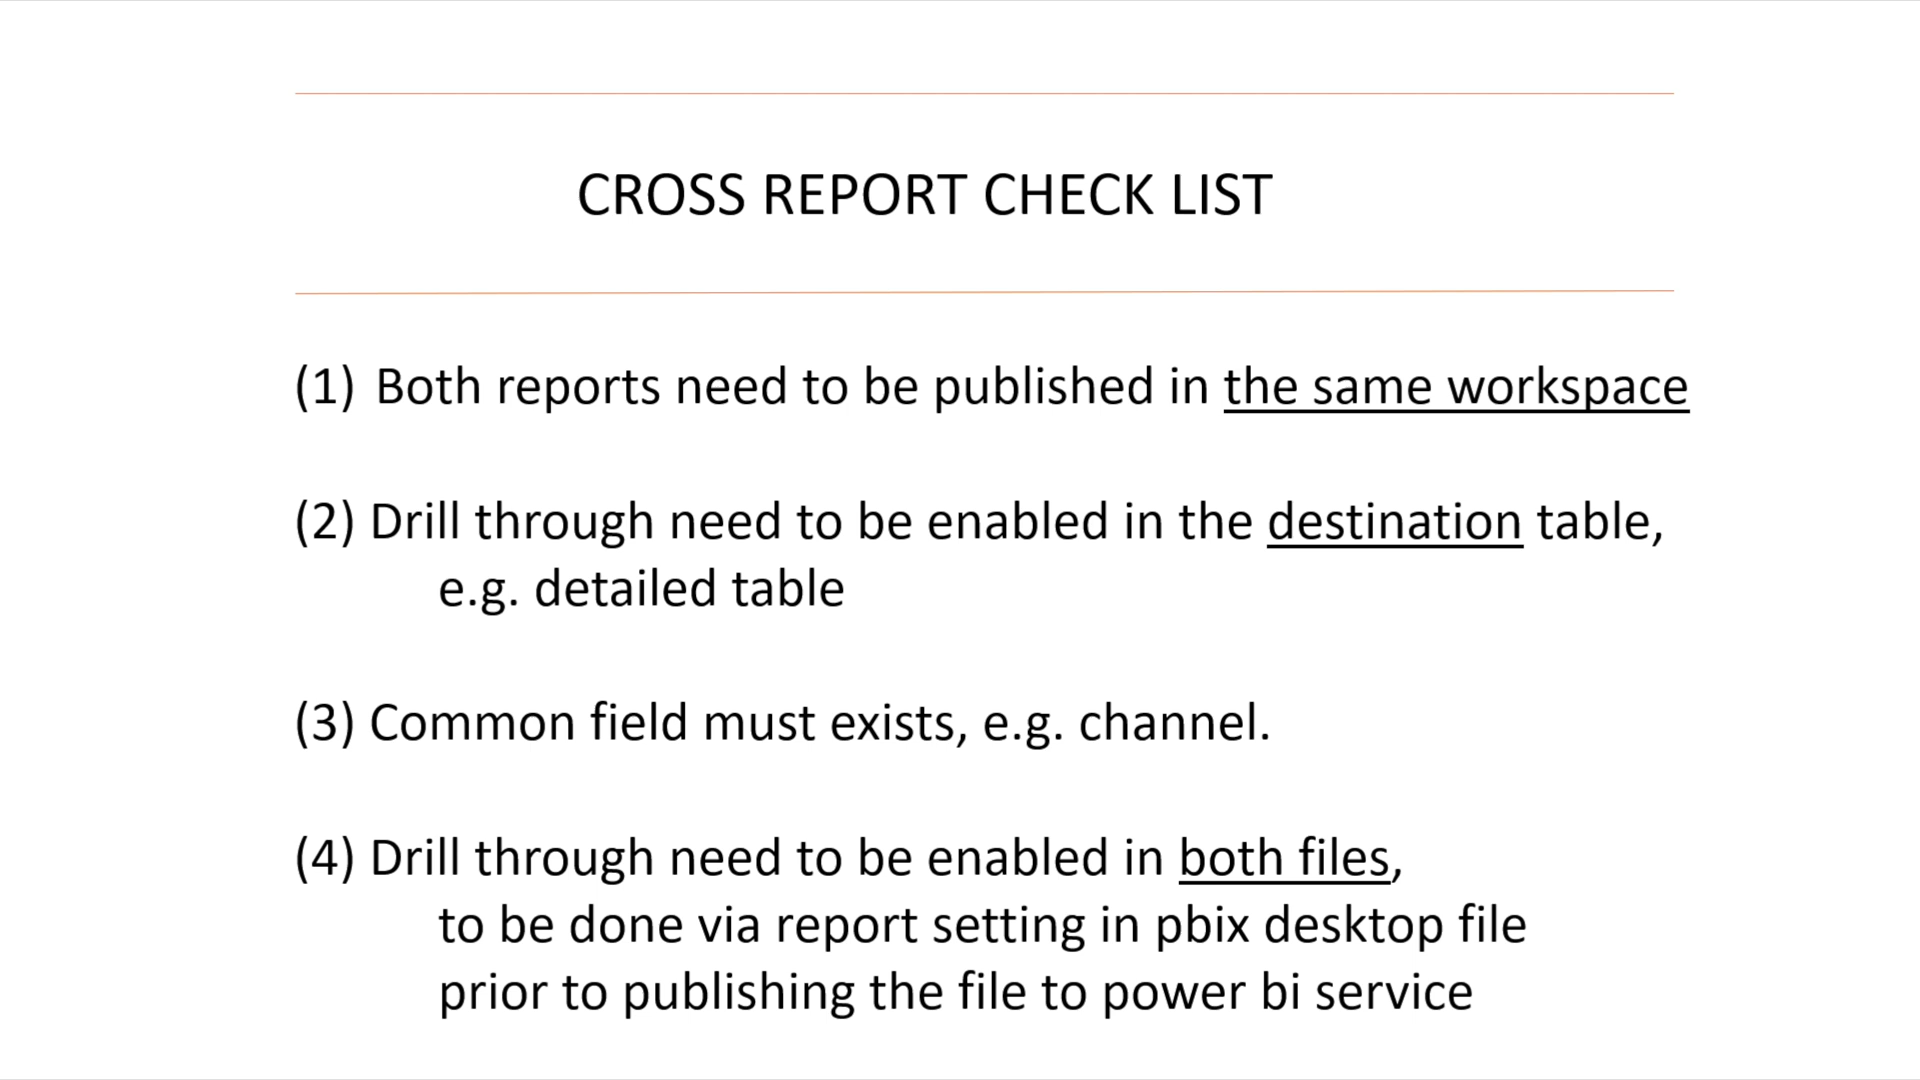 CROSS REPORT CHECK LIST
(1) Both reports need to be published in the same workspace
(2) Drill through need to be enabled in the destination table,
e.g. detailed table
(3) Common field must exists, e.g. channel.
(4) Drill through need to be enabled in both files,
to be done via report setting in pbix desktop file
prior to publishing the file to power bi service